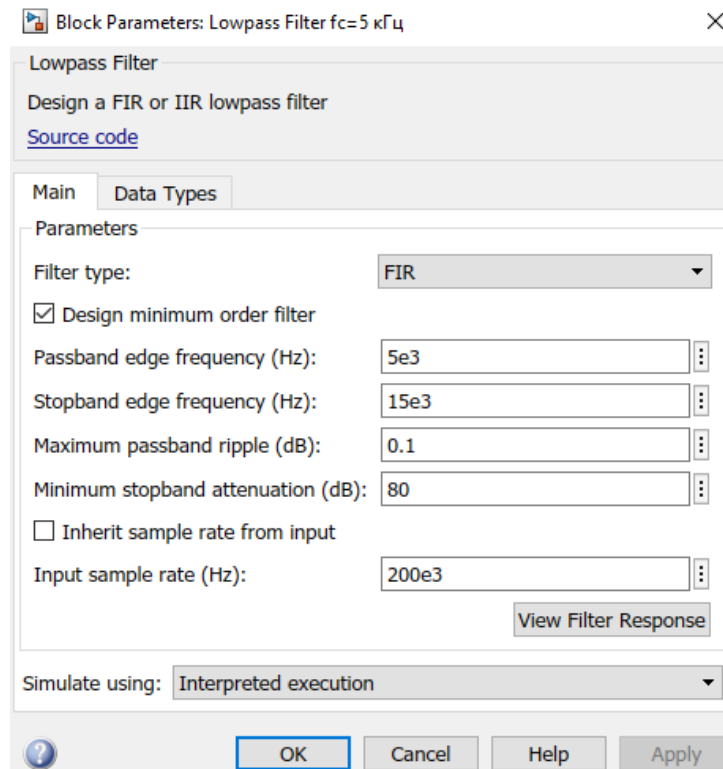 Block Parameters: Lowpass Filter fc=5 кГц
Lowpass Filter
Design a FIR or IIR lowpass filter
Source code
Main Data Types
Parameters
Filter type: FIR
Design minimum order filter
Passband edge frequency (Hz): 5e3
Stopband edge frequency (Hz): 15e3
Maximum passband ripple (dB): 0.1
Minimum stopband attenuation (dB): 80
Inherit sample rate from input
Input sample rate (Hz): 200e3
View Filter Response
Simulate using: Interpreted execution
? OK Cancel Help Apply